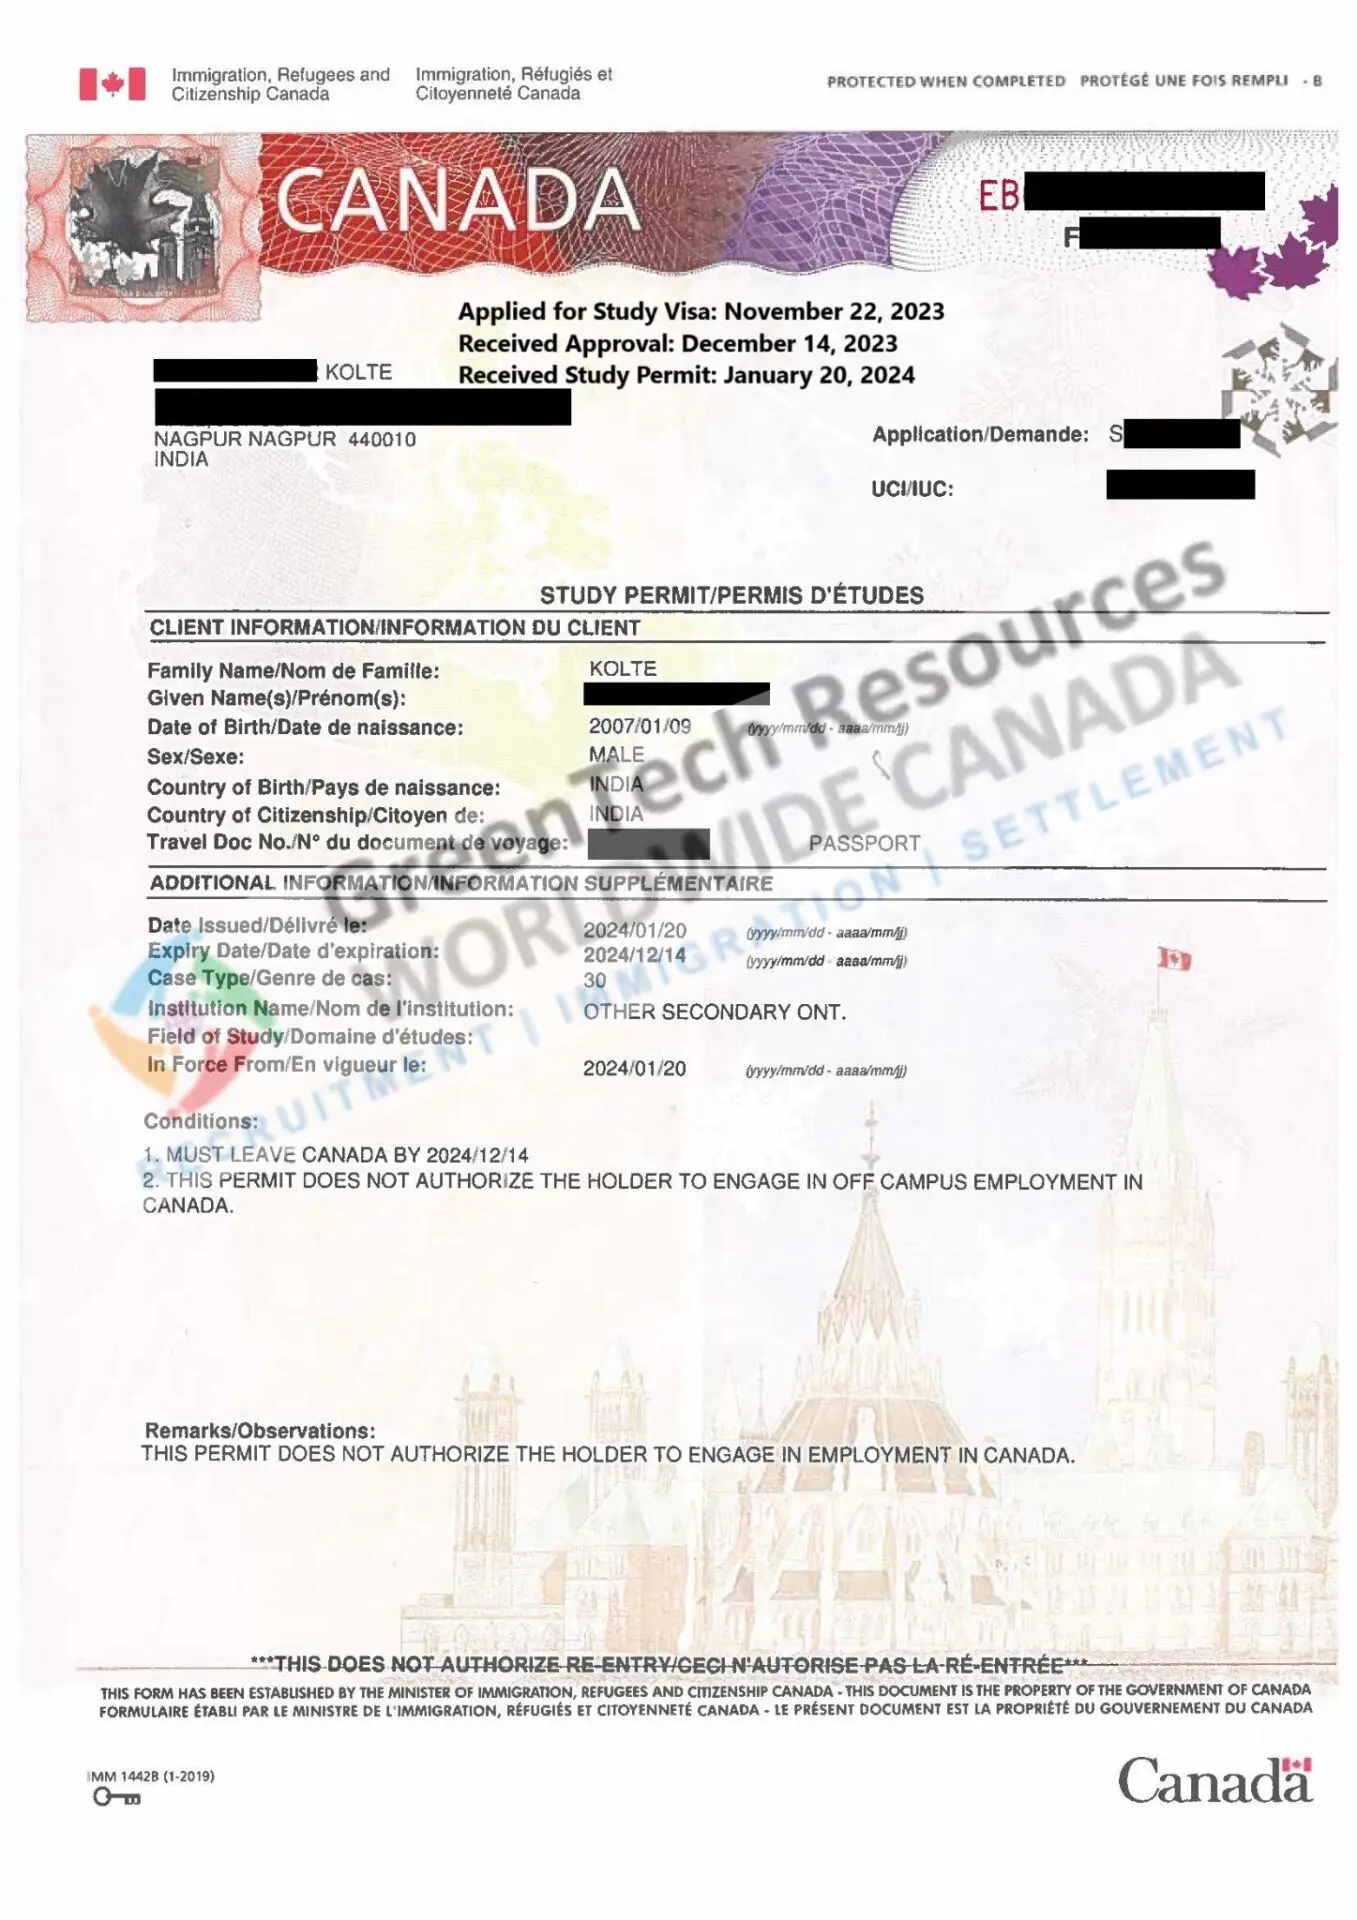 Immigration, Refugees and Citizenship Canada
Immigration, Réfugiés et Citoyenneté Canada
PROTECTED WHEN COMPLETED PROTÉGÉ UNE FOIS REMPLI - B
CANADA
EB
F
Applied for Study Visa: November 22, 2023
Received Approval: December 14, 2023
KOLTE
Received Study Permit: January 20, 2024
NAGPUR NAGPUR 440010
INDIA
Application/Demande: S
UCI/IUC:
STUDY PERMIT/PERMIS D'ÉTUDES
CLIENT INFORMATION/INFORMATION DU CLIENT
Family Name/Nom de Famille: KOLTE
Given Name(s)/Prénom(s):
Date of Birth/Date de naissance: 2007/01/09 (yyyy/mm/dd - aaaa/mm/jj)
Sex/Sexe: MALE
Country of Birth/Pays de naissance: INDIA
Country of Citizenship/Citoyen de: INDIA
Travel Doc No./N° du document de voyage: PASSPORT
ADDITIONAL INFORMATION/INFORMATION SUPPLÉMENTAIRE
Date Issued/Délivré le: 2024/01/20 (yyyy/mm/dd - aaaa/mm/jj)
Expiry Date/Date d'expiration: 2024/12/14 (yyyy/mm/dd - aaaa/mm/jj)
Case Type/Genre de cas: 30
Institution Name/Nom de l'institution: OTHER SECONDARY ONT.
Field of Study/Domaine d'études:
In Force From/En vigueur le: 2024/01/20 (yyyy/mm/dd - aaaa/mm/jj)
Conditions:
1. MUST LEAVE CANADA BY 2024/12/14
2. THIS PERMIT DOES NOT AUTHORIZE THE HOLDER TO ENGAGE IN OFF CAMPUS EMPLOYMENT IN
CANADA.
GreenTech Resources
WORLDWIDE CANADA
RECRUITMENT | IMMIGRATION | SETTLEMENT
Remarks/Observations:
THIS PERMIT DOES NOT AUTHORIZE THE HOLDER TO ENGAGE IN EMPLOYMENT IN CANADA.
***THIS DOES NOT AUTHORIZE RE-ENTRY/CECI N'AUTORISE PAS LA RÉ-ENTRÉE***
THIS FORM HAS BEEN ESTABLISHED BY THE MINISTER OF IMMIGRATION, REFUGEES AND CITIZENSHIP CANADA - THIS DOCUMENT IS THE PROPERTY OF THE GOVERNMENT OF CANADA
FORMULAIRE ÉTABLI PAR LE MINISTRE DE L'IMMIGRATION, RÉFUGIÉS ET CITOYENNETÉ CANADA - LE PRÉSENT DOCUMENT EST LA PROPRIÉTÉ DU GOUVERNEMENT DU CANADA
IMM 1442B (1-2019)
Canada